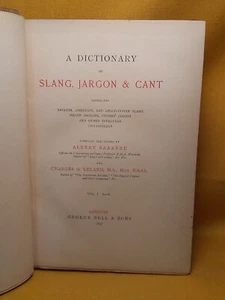 A DICTIONARY
OF
SLANG, JARGON & CANT
EMBRACING
ENGLISH, AMERICAN, AND ANGLO-INDIAN SLANG
PIDGIN ENGLISH, TINKERS' JARGON
AND OTHER IRREGULAR
PHRASEOLOGY
COMPILED AND EDITED BY
ALBERT BARRÈRE
AND
CHARLES G. LELAND, M.A., HON. F.R.S.L.
VOL. I. A–K
LONDON
GEORGE BELL & SONS